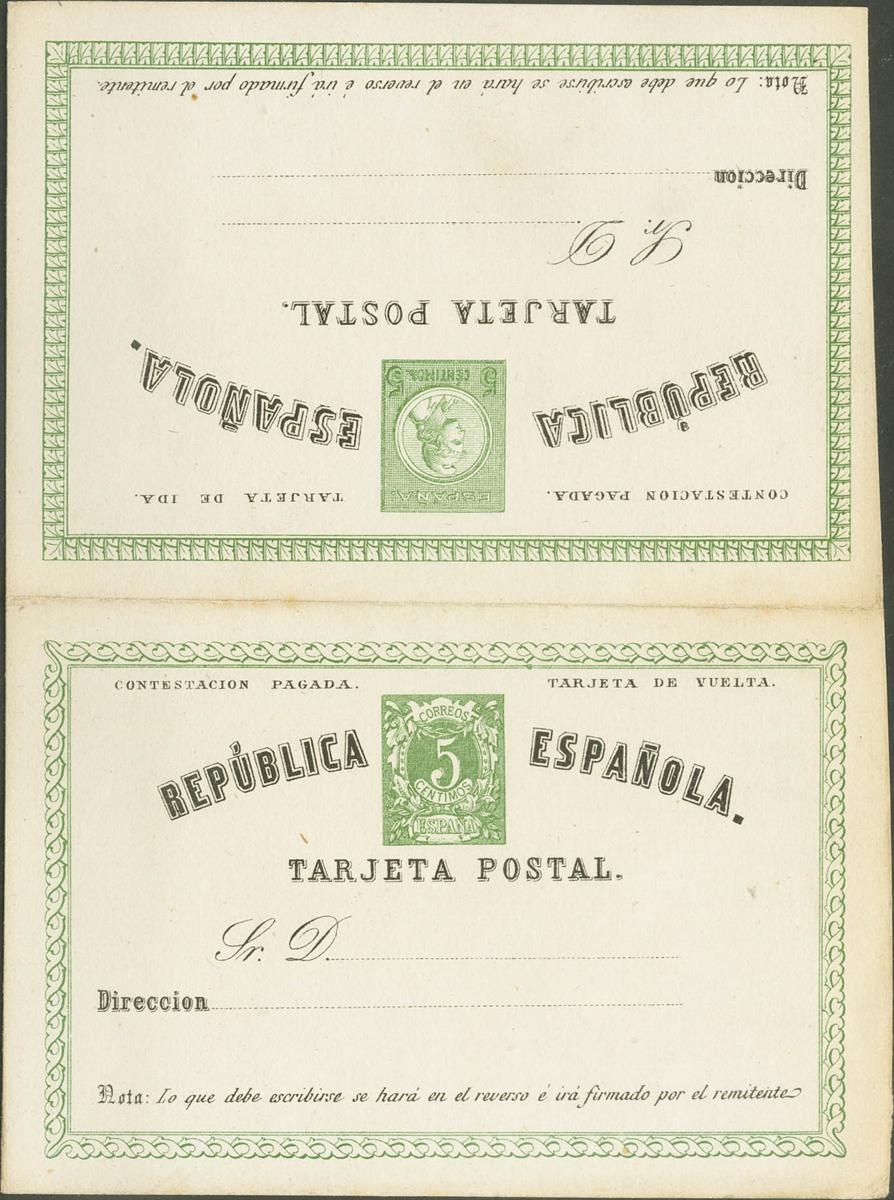 CONTESTACION PAGADA. TARJETA DE IDA.
REPÚBLICA ESPAÑOLA.
ESPAÑA.
5 CENTIMOS. 5
TARJETA POSTAL.
Sr. D
Direccion
Nota: Lo que debe ascribirse se hará en el reverso é irá firmado por el remitente.
CONTESTACION PAGADA. TARJETA DE VUELTA.
REPÚBLICA ESPAÑOLA.
CORREOS
5
CENTIMOS
ESPAÑA
TARJETA POSTAL.
Sr. D.
Direccion
Nota: Lo que debe escribirse se hará en el reverso é irá firmado por el remitente